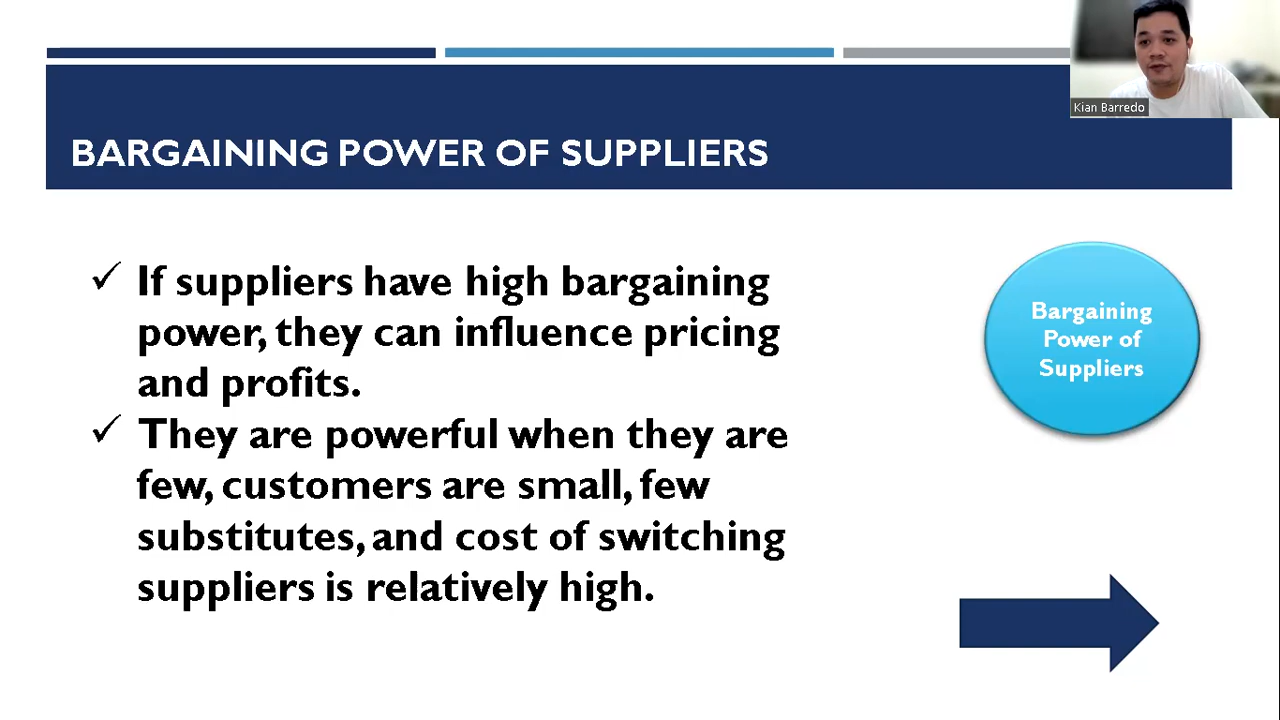 Kian Barredo
BARGAINING POWER OF SUPPLIERS
✓ If suppliers have high bargaining
power, they can influence pricing
and profits.
✓ They are powerful when they are
few, customers are small, few
substitutes, and cost of switching
suppliers is relatively high.
Bargaining
Power of
Suppliers